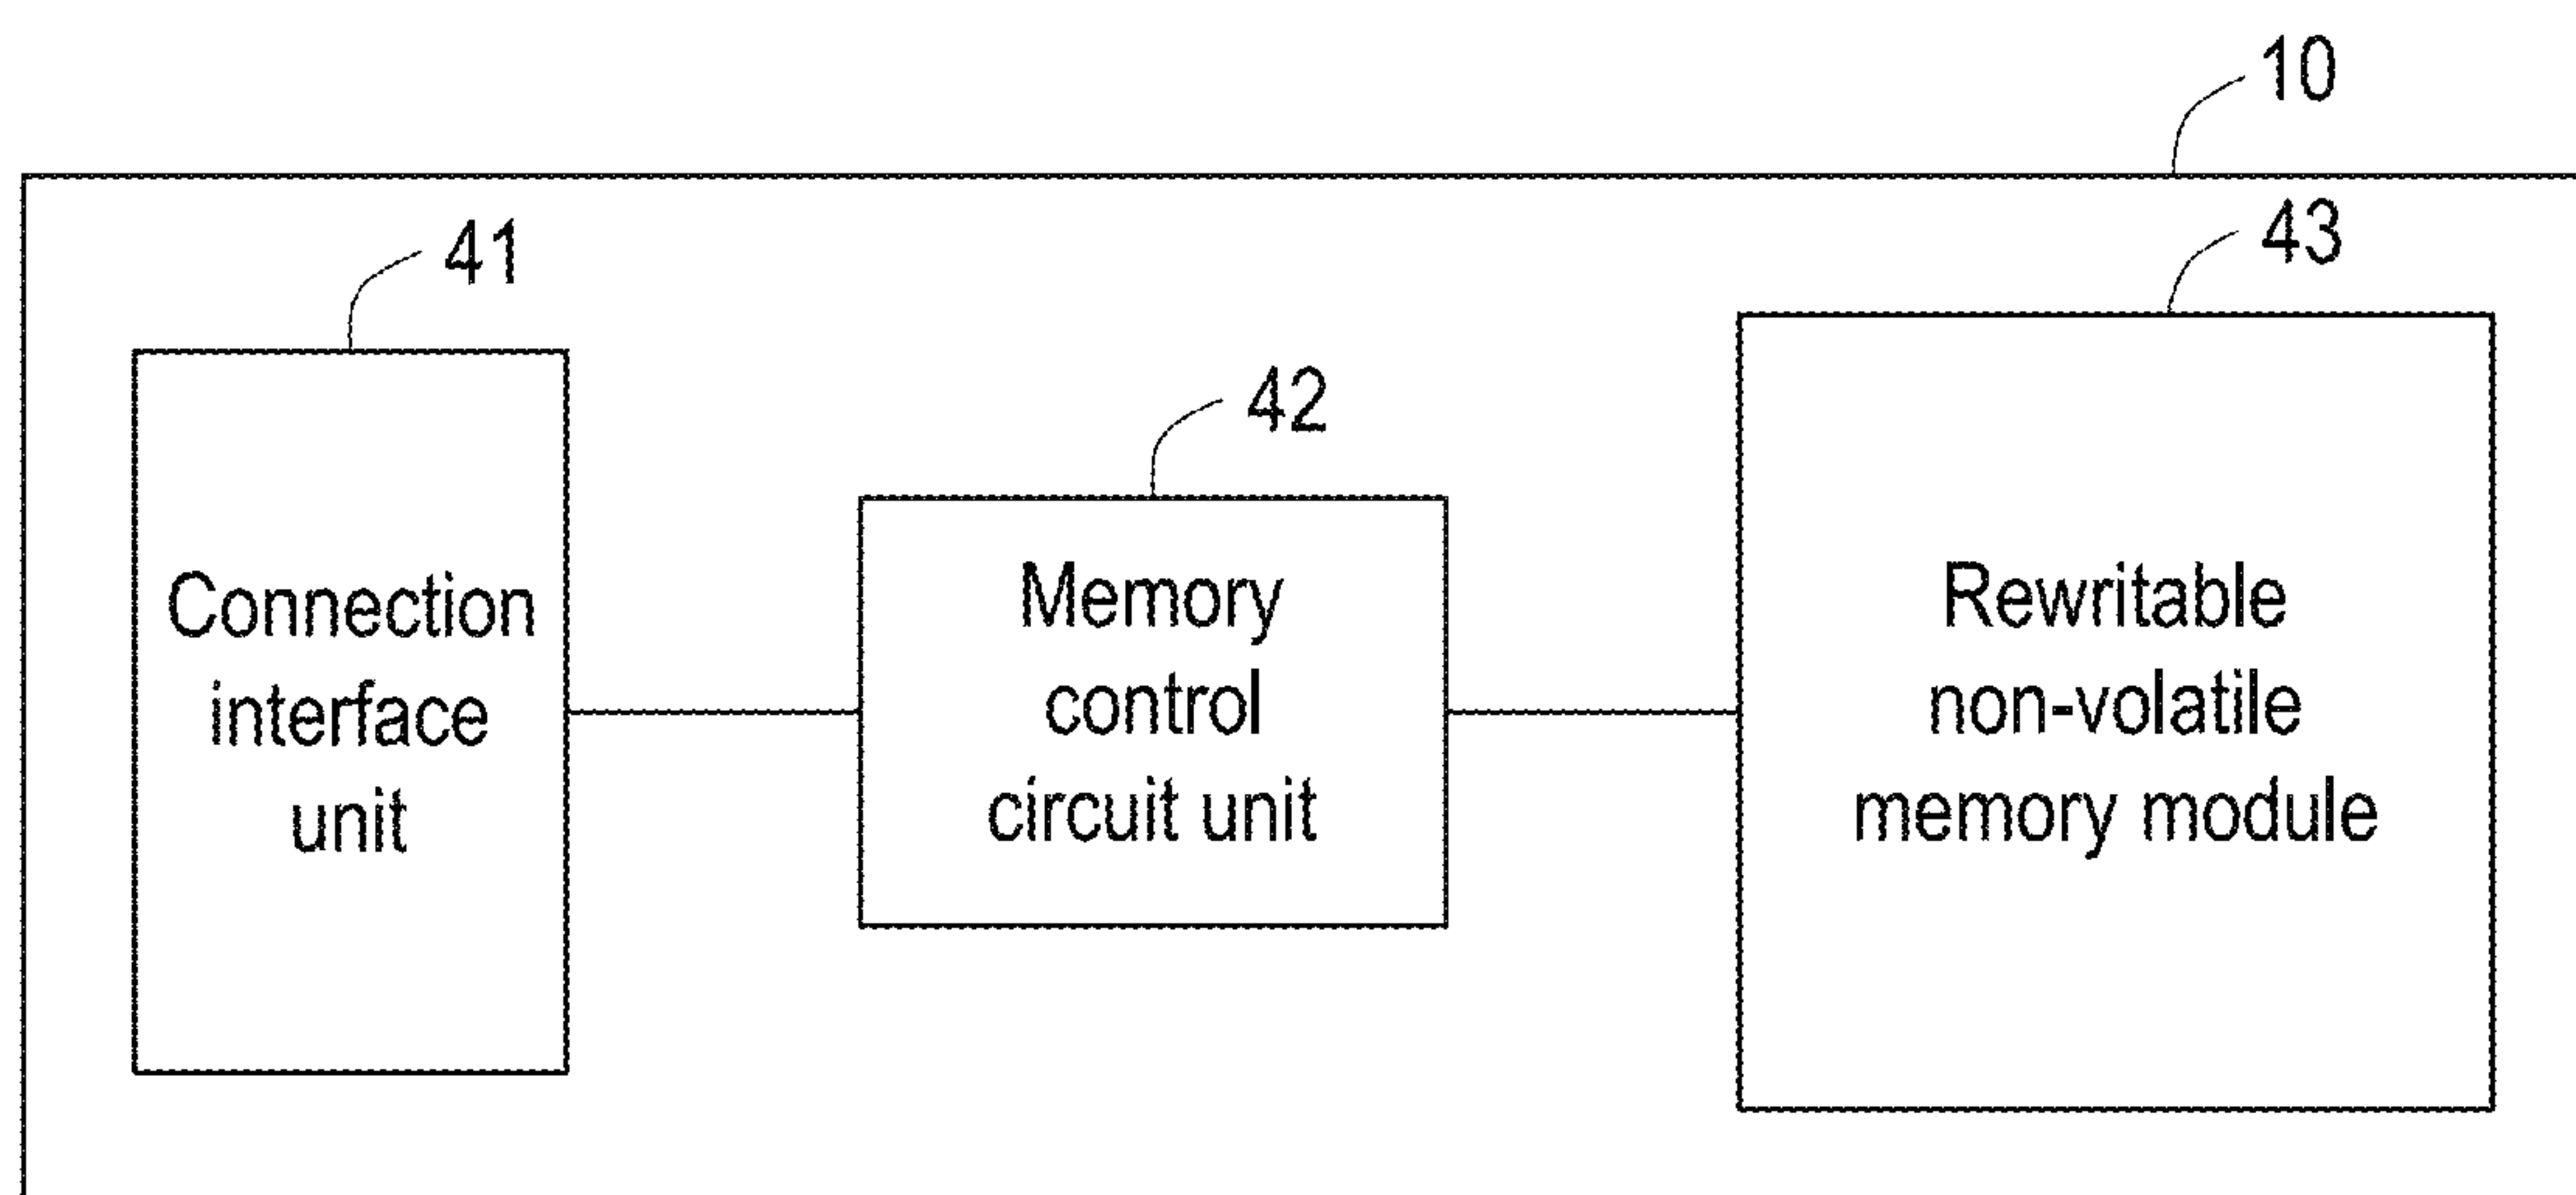 10
41
43
42
Connection
interface
unit
Memory
control
circuit unit
Rewritable
non-volatile
memory module